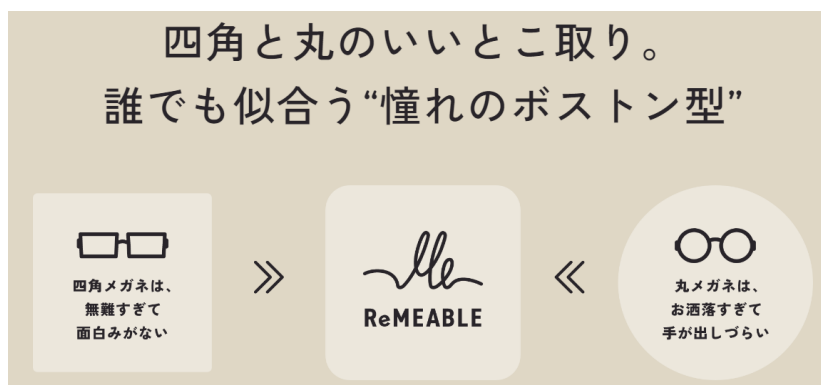 四角と丸のいいとこ取り。
誰でも似合う“憧れのボストン型”
四角メガネは、
無難すぎて
面白みがない
Me
ReMEABLE
丸メガネは、
お洒落すぎて
手が出しづらい